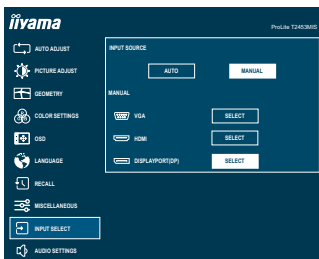 iiyama
ProLite T2453MIS
AUTO ADJUST
PICTURE ADJUST
GEOMETRY
COLOR SETTINGS
OSD
LANGUAGE
RECALL
MISCELLANEOUS
INPUT SELECT
AUDIO SETTINGS
INPUT SOURCE
AUTO
MANUAL
MANUAL
VGA
SELECT
HDMI
SELECT
DISPLAYPORT(DP)
SELECT